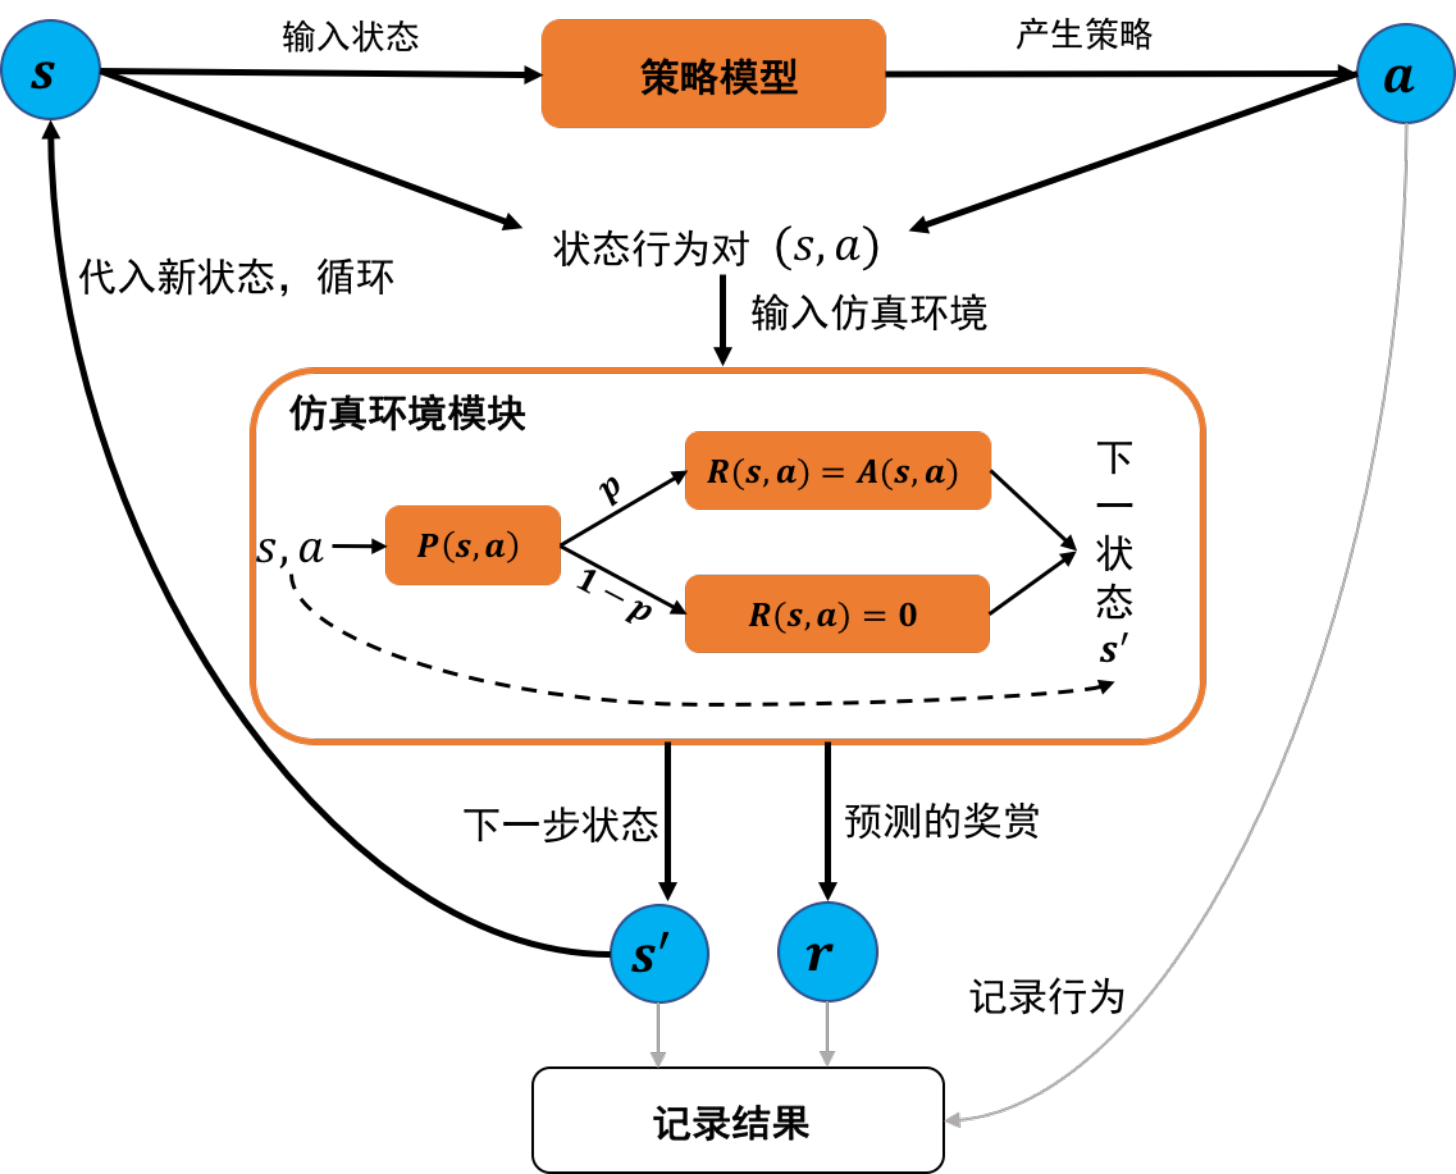 输入状态
产生策略
s
策略模型
a
状态行为对 (s, a)
代入新状态，循环
输入仿真环境
仿真环境模块
下一状态s′
p
R(s, a) = A(s, a)
s, a
P(s, a)
1 − p
R(s, a) = 0
下一步状态
预测的奖赏
s′
r
记录行为
记录结果